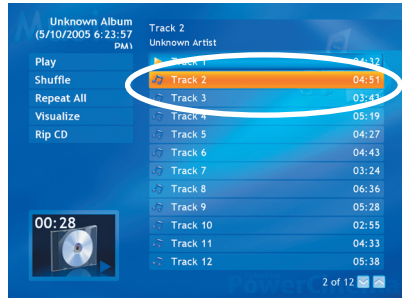 Unknown Album
(5/10/2005 6:23:57
PM)
Track 2
Unknown Artist
Play
Shuffle
Repeat All
Visualize
Rip CD
Track 1 04:32
Track 2 04:51
Track 3 03:43
Track 4 05:19
Track 5 04:27
Track 6 04:43
Track 7 03:24
Track 8 06:36
Track 9 05:28
Track 10 02:55
Track 11 04:33
Track 12 05:38
00:28
2 of 12